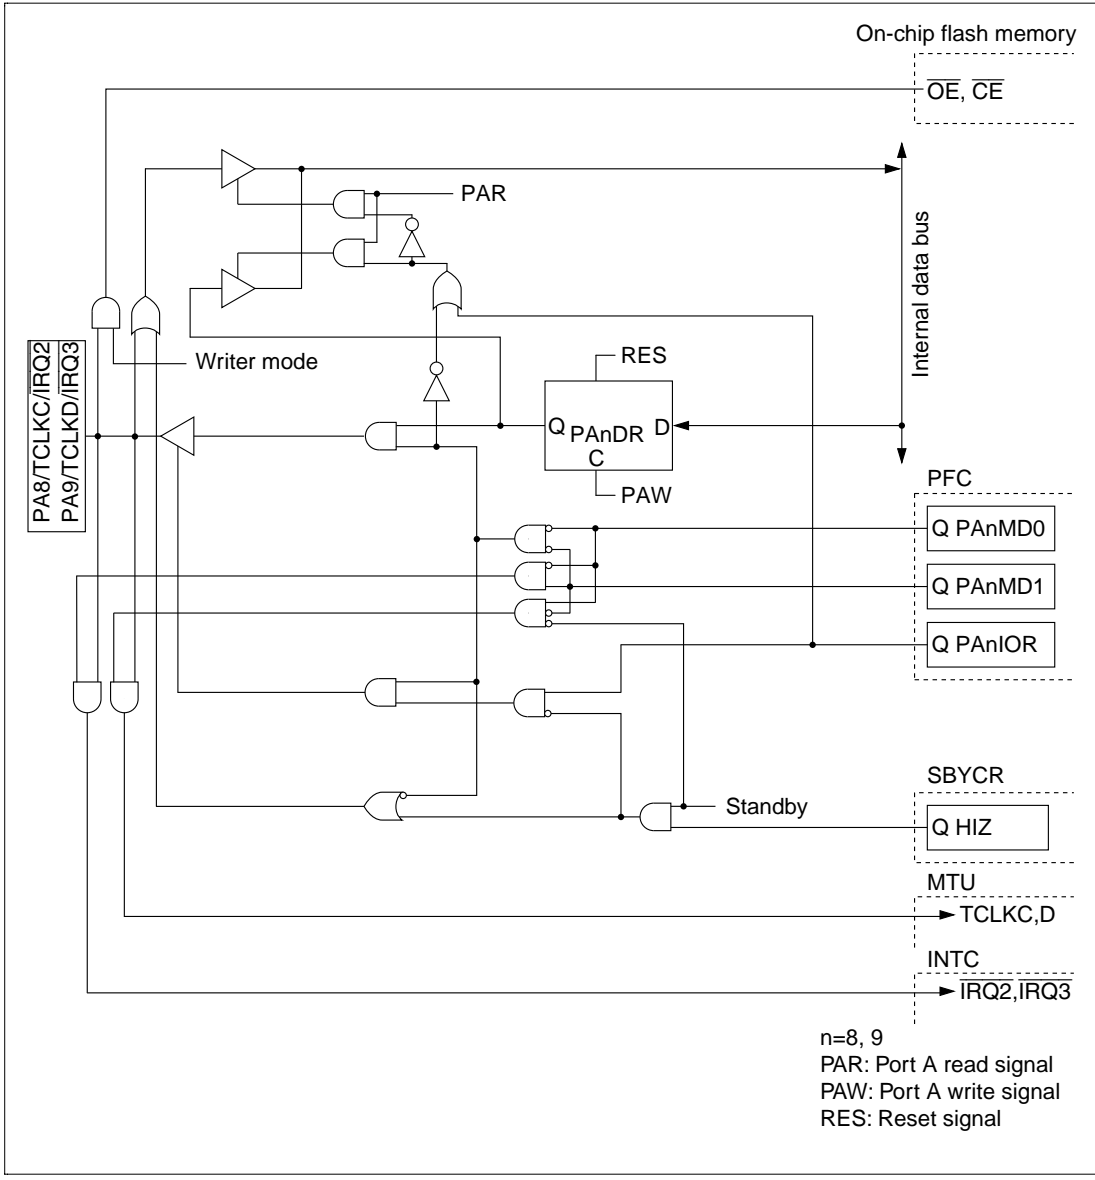 On-chip flash memory
OE, CE
PAR
Internal data bus
Writer mode
PA8/TCLKC/IRQ2
PA9/TCLKD/IRQ3
RES
Q PAnDR D
C
PAW
PFC
Q PAnMD0
Q PAnMD1
Q PAnIOR
SBYCR
Standby
Q HIZ
MTU
TCLKC,D
INTC
IRQ2,IRQ3
n=8, 9
PAR: Port A read signal
PAW: Port A write signal
RES: Reset signal